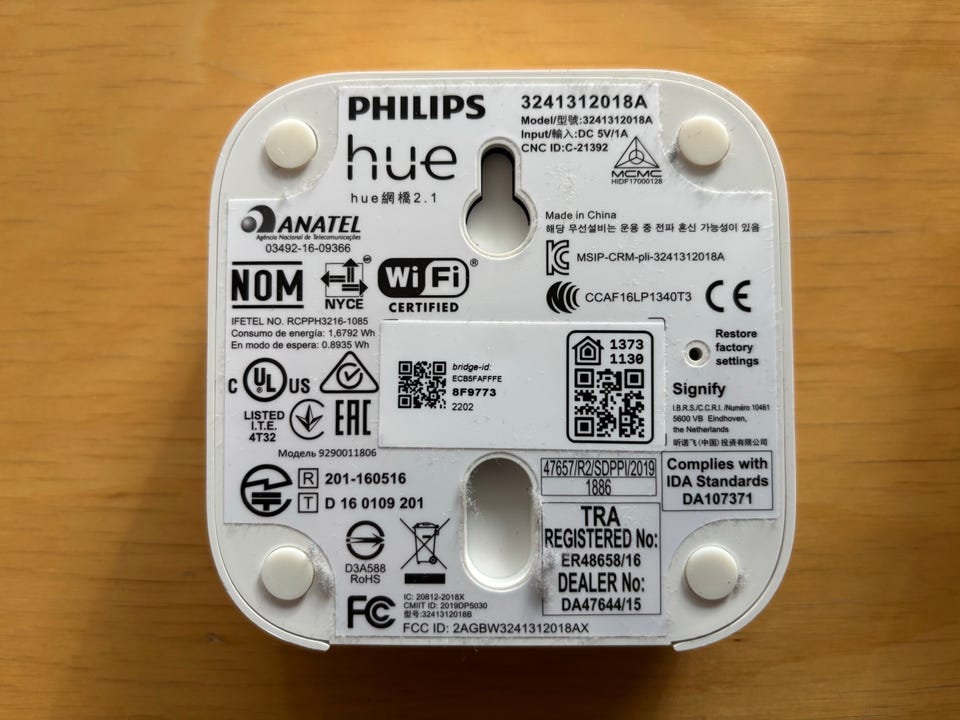 PHILIPS
hue
hue網橋2.1
3241312018A
Model/型號:3241312018A
Input/輸入:DC 5V/1A
CNC ID:C-21392
MCMC
HIDF17000128
ANATEL
Agência Nacional de Telecomunicações
03492-16-09366
Made in China
해당 무선설비는 운용 중 전파 혼신 가능성이 있음
MSIP-CRM-pli-3241312018A
CCAF16LP1340T3
CE
NOM
NYCE
Wi Fi®
CERTIFIED
IFETEL NO. RCPPH3216-1085
Consumo de energía: 1,6792 Wh
En modo de espera: 0.8935 Wh
bridge-id:
ECB5FAFFFE
8F9773
2202
1373
1130
Restore
factory
settings
C UL US
LISTED
I.T.E.
4T32
EAC
Модель 9290011806
Signify
I.B.R.S./C.C.R.I. /Numéro 10461
5600 VB Eindhoven,
the Netherlands
昕诺飞(中国)投资有限公司
R 201-160516
T D 16 0109 201
47657/R2/SDPPI/2019
1886
Complies with
IDA Standards
DA107371
D3A588
RoHS
TRA
REGISTERED No:
ER48658/16
DEALER No:
DA47644/15
FC
IC: 20812-2018X
CMIIT ID: 2019DP5030
型号:3241312018B
FCC ID: 2AGBW3241312018AX